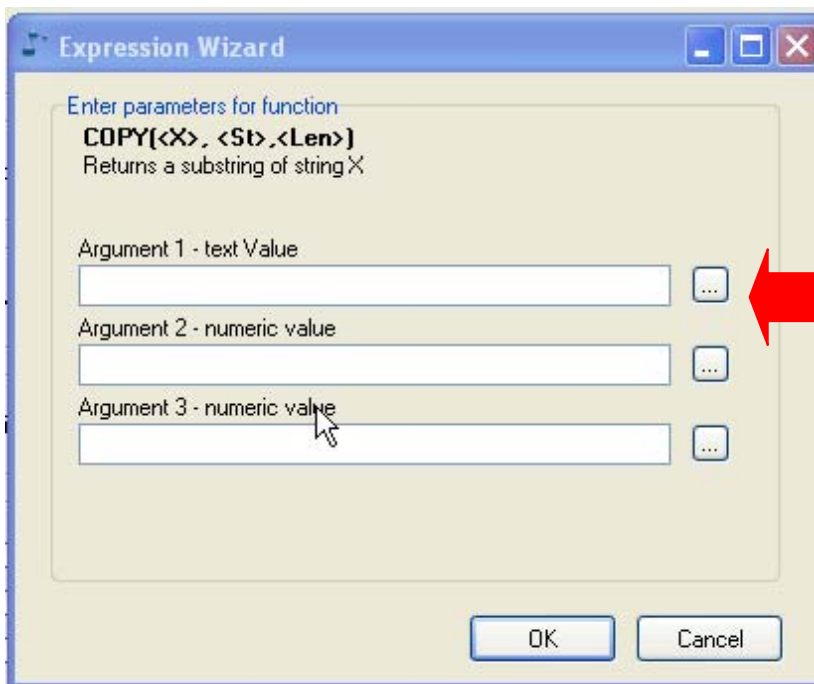 Expression Wizard
Enter parameters for function
COPY(<X>, <St>,<Len>)
Returns a substring of string X
Argument 1 - text Value
...
Argument 2 - numeric value
...
Argument 3 - numeric value
...
OK Cancel